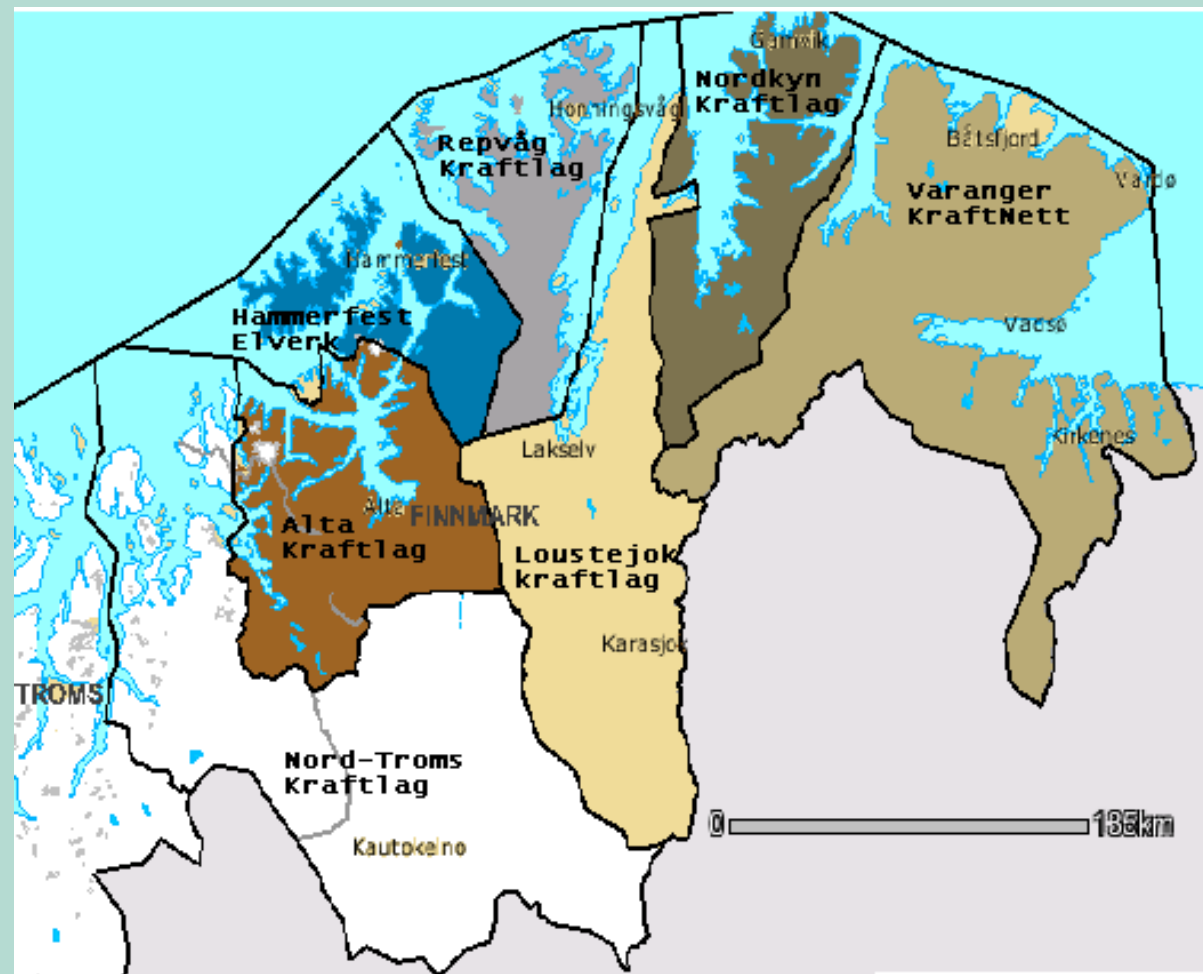 Gamvik
Nordkyn
Kraftlag
Honningsvåg
Repvåg
Kraftlag
Båtsfjord
Vardø
Varanger
KraftNett
Hammerfest
Hammerfest
Elverk
Vadsø
Kirkenes
Lakselv
Alta
FINNMARK
Alta
Kraftlag
Loustejok
kraftlag
Karasjok
TROMS
Nord-Troms
Kraftlag
Kautokeino
0